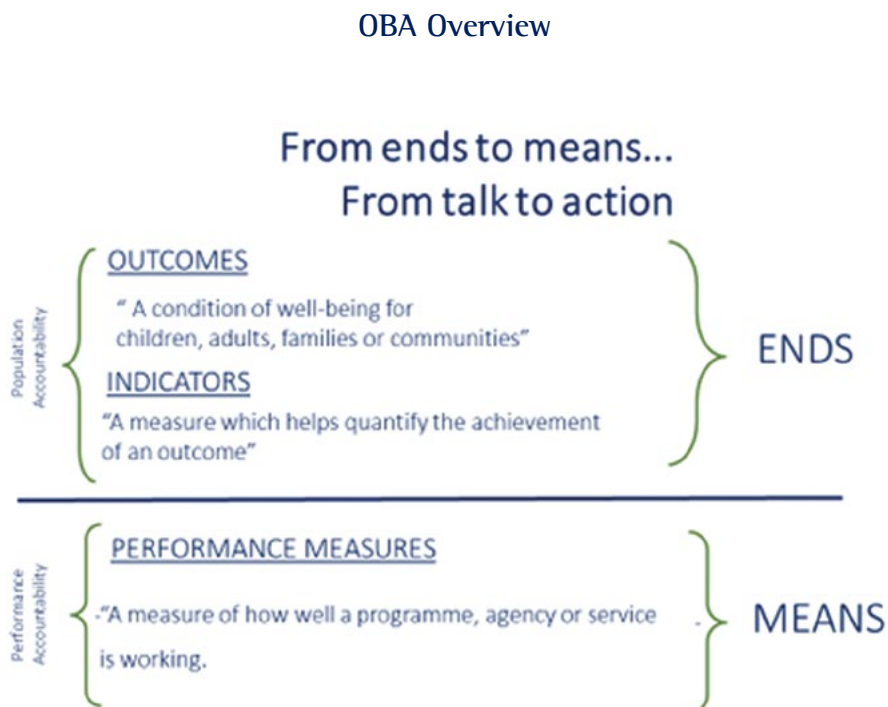 OBA Overview
From ends to means...
From talk to action
Population
Accountability
OUTCOMES
“ A condition of well-being for
children, adults, families or communities”
INDICATORS
“A measure which helps quantify the achievement
of an outcome”
ENDS
Performance
Accountability
PERFORMANCE MEASURES
-“A measure of how well a programme, agency or service -
is working.
MEANS